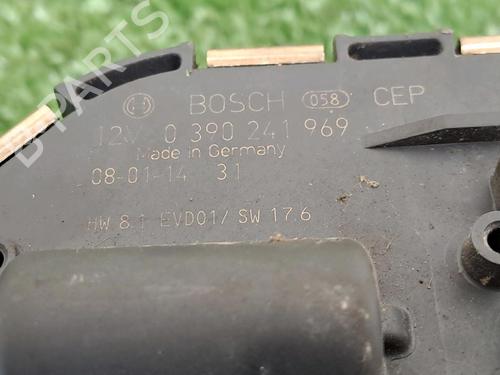 BOSCH 058 CEP
12V 0 390 241 969
Made in Germany
08-01-14 31
HW 8.1 EVD01/ SW 17.6
B PARTS